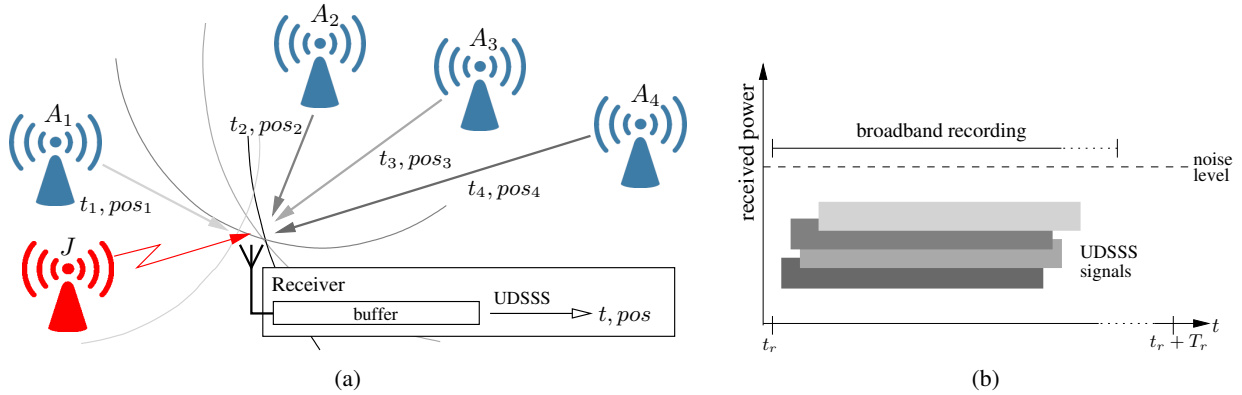 A₂
A₃
A₁
A₄
t₂, pos₂
t₃, pos₃
t₄, pos₄
t₁, pos₁
J
Receiver
buffer
UDSSS
t, pos
(a)
received power
broadband recording
noise
level
UDSSS
signals
t
tᵣ
tᵣ + Tᵣ
(b)